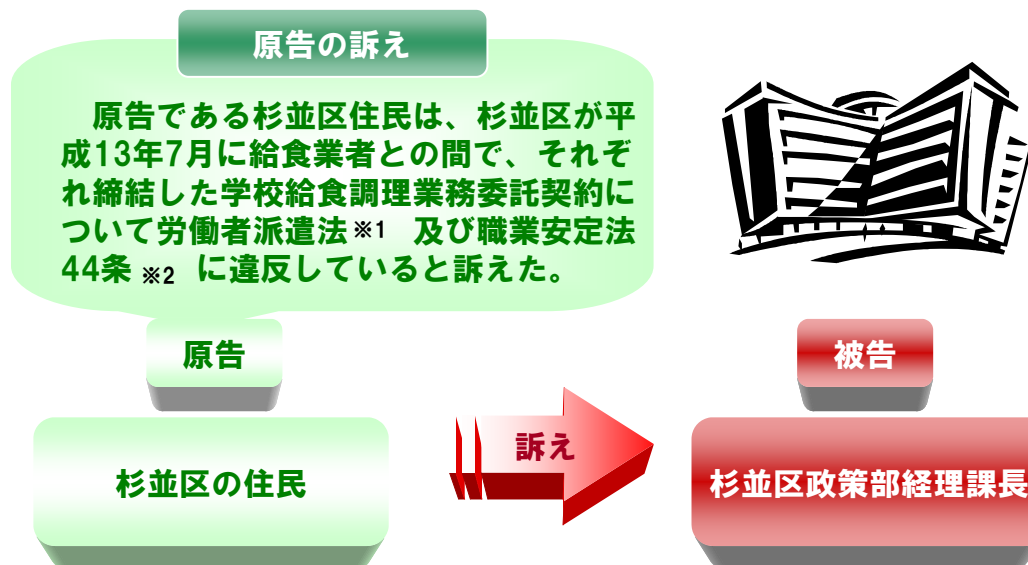 原告の訴え
原告である杉並区住民は、杉並区が平
成13年7月に給食業者との間で、それぞ
れ締結した学校給食調理業務委託契約に
ついて労働者派遣法※1 及び職業安定法
44条※2 に違反していると訴えた。
原告
被告
杉並区の住民
訴え
杉並区政策部経理課長